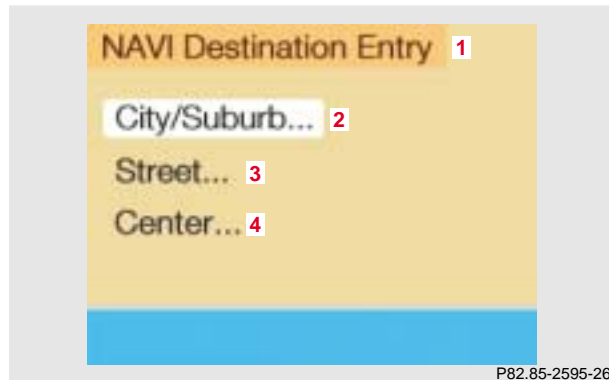 NAVI Destination Entry 1
City/Suburb... 2
Street... 3
Center... 4
P82.85-2595-26